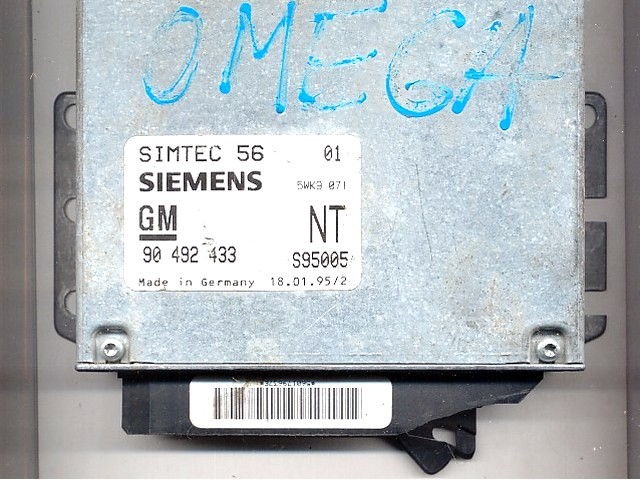 OMEGA
SIMTEC 56 01
SIEMENS 5WK9 071
GM NT
90 492 433 S95005
Made in Germany 18.01.95/2